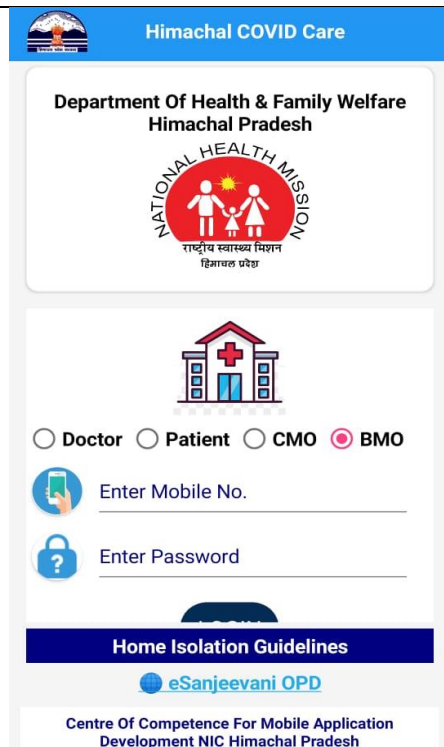 Himachal COVID Care
Department Of Health & Family Welfare
Himachal Pradesh
NATIONAL HEALTH MISSION
राष्ट्रीय स्वास्थ्य मिशन
हिमाचल प्रदेश
Doctor Patient CMO BMO
Enter Mobile No.
?
Enter Password
LOGIN
Home Isolation Guidelines
eSanjeevani OPD
Centre Of Competence For Mobile Application
Development NIC Himachal Pradesh